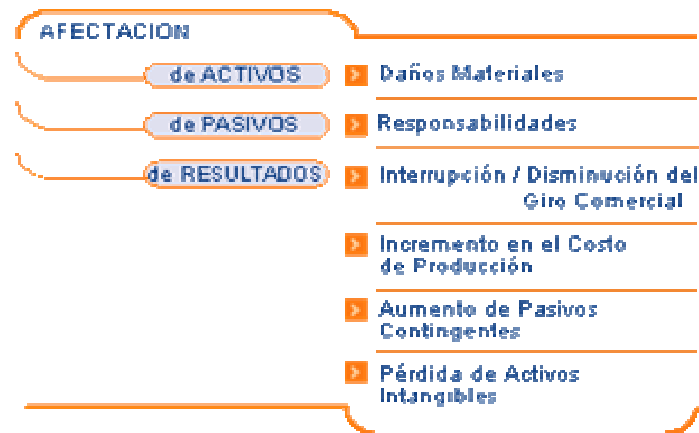 AFECTACION
de ACTIVOS
Daños Materiales
de PASIVOS
Responsabilidades
de RESULTADOS
Interrupción / Disminución del
Giro Comercial
Incremento en el Costo
de Producción
Aumento de Pasivos
Contingentes
Pérdida de Activos
Intangibles